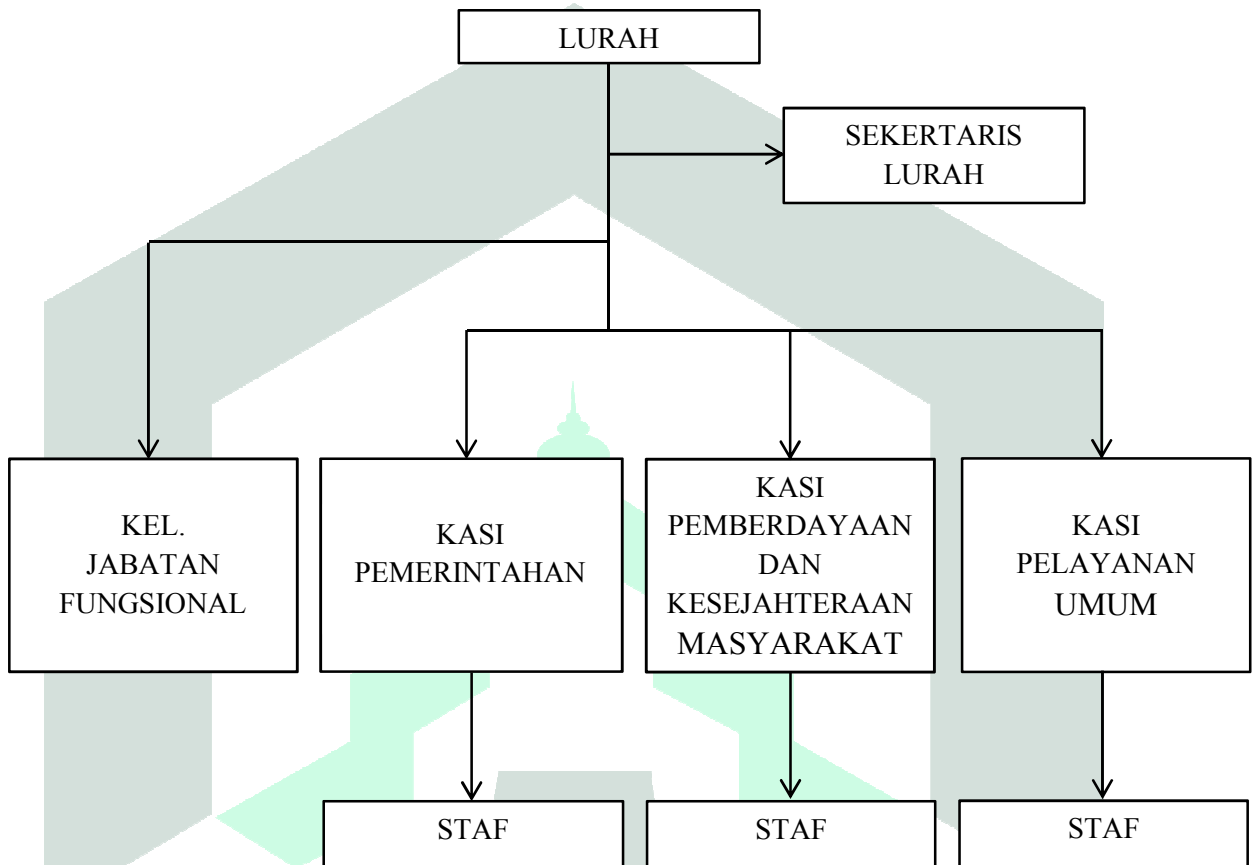 LURAH
SEKERTARIS
LURAH
KEL.
JABATAN
FUNGSIONAL
KASI
PEMERINTAHAN
KASI
PEMBERDAYAAN
DAN
KESEJAHTERAAN
MASYARAKAT
KASI
PELAYANAN
UMUM
STAF
STAF
STAF